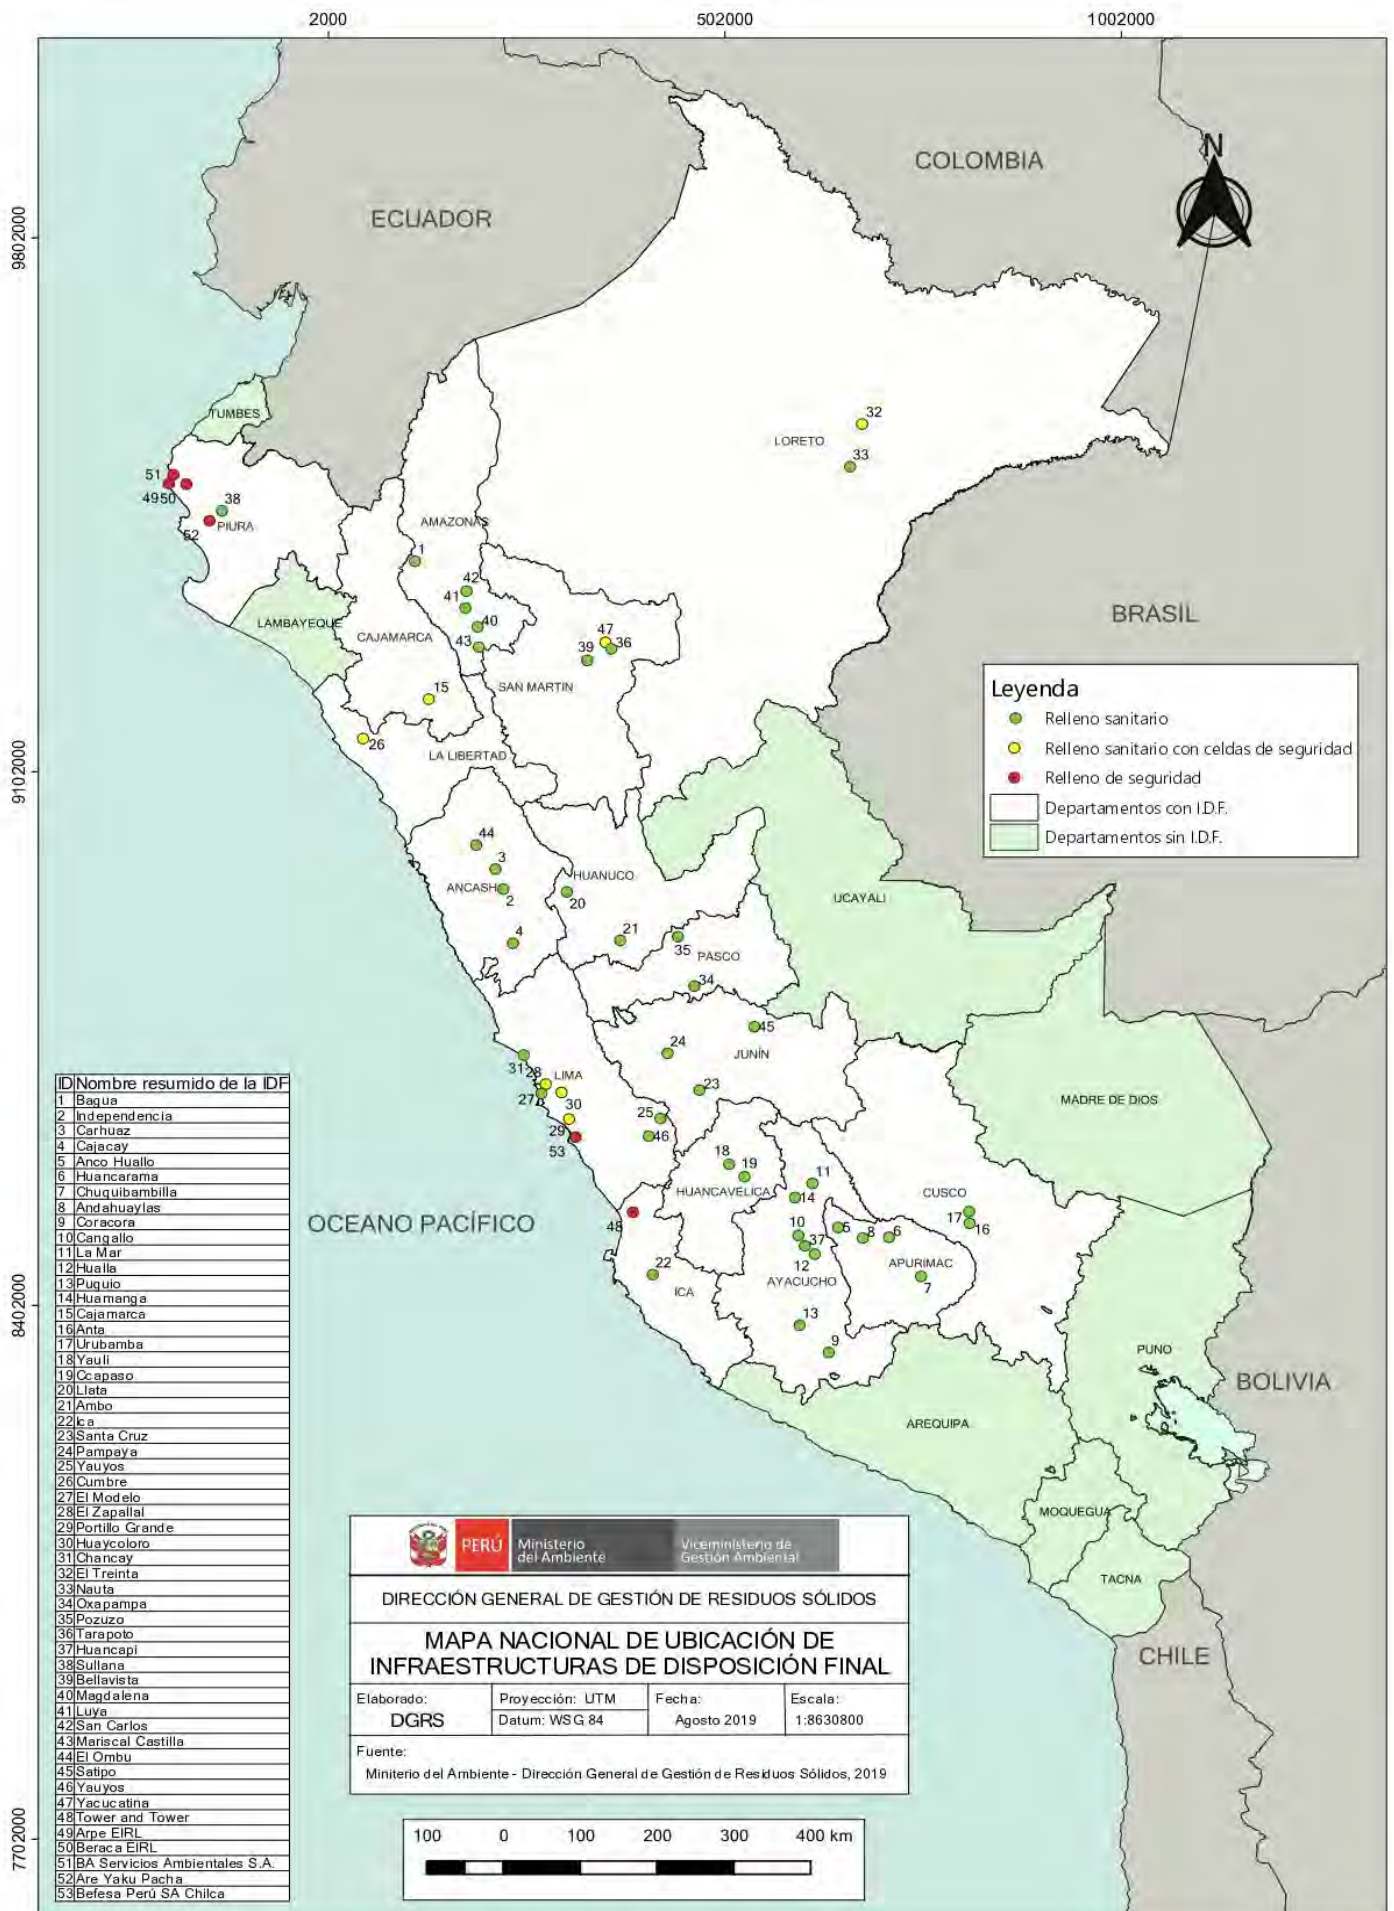 2000
502000
1002000
9802000
9102000
8402000
7702000
COLOMBIA
N
ECUADOR
TUMBES
32
LORETO
33
51
49 50
38
52
PIURA
AMAZONAS
1
42
41
40
43
LAMBAYEQUE
CAJAMARCA
47
36
39
SAN MARTIN
15
26
LA LIBERTAD
BRASIL
Leyenda
Relleno sanitario
Relleno sanitario con celdas de seguridad
Relleno de seguridad
Departamentos con I.D.F.
Departamentos sin I.D.F.
44
3
ANCASH
2
HUANUCO
20
UCAYALI
4
21
35
PASCO
34
45
24
JUNÍN
31
28
LIMA
27
30
23
25
29
46
53
MADRE DE DIOS
18
19
HUANCAVELICA
11
14
CUSCO
17
16
48
OCEANO PACÍFICO
10
5
8
6
37
12
APURIMAC
7
22
ICA
AYACUCHO
13
9
PUNO
BOLIVIA
AREQUIPA
MOQUEGUA
TACNA
CHILE
ID Nombre resumido de la IDF
1 Bagua
2 Independencia
3 Carhuaz
4 Cajacay
5 Anco Huallo
6 Huancarama
7 Chuquibambilla
8 Andahuaylas
9 Coracora
10 Cangallo
11 La Mar
12 Hualla
13 Puquio
14 Huamanga
15 Cajamarca
16 Anta
17 Urubamba
18 Yauli
19 Ccapaso
20 Llata
21 Ambo
22 Ica
23 Santa Cruz
24 Pampaya
25 Yauyos
26 Cumbre
27 El Modelo
28 El Zapallal
29 Portillo Grande
30 Huaycoloro
31 Chancay
32 El Treinta
33 Nauta
34 Oxapampa
35 Pozuzo
36 Tarapoto
37 Huancapi
38 Sullana
39 Bellavista
40 Magdalena
41 Luya
42 San Carlos
43 Mariscal Castilla
44 El Ombu
45 Satipo
46 Yauyos
47 Yacucatina
48 Tower and Tower
49 Arpe EIRL
50 Beraca EIRL
51 BA Servicios Ambientales S.A.
52 Are Yaku Pacha
53 Befesa Perú SA Chilca
PERÚ
Ministerio
del Ambiente
Viceministerio de
Gestión Ambiental
DIRECCIÓN GENERAL DE GESTIÓN DE RESIDUOS SÓLIDOS
MAPA NACIONAL DE UBICACIÓN DE
INFRAESTRUCTURAS DE DISPOSICIÓN FINAL
Elaborado:
DGRS
Proyección: UTM
Datum: WSG 84
Fecha:
Agosto 2019
Escala:
1:8630800
Fuente:
Miniterio del Ambiente - Dirección General de Gestión de Residuos Sólidos, 2019
100 0 100 200 300 400 km